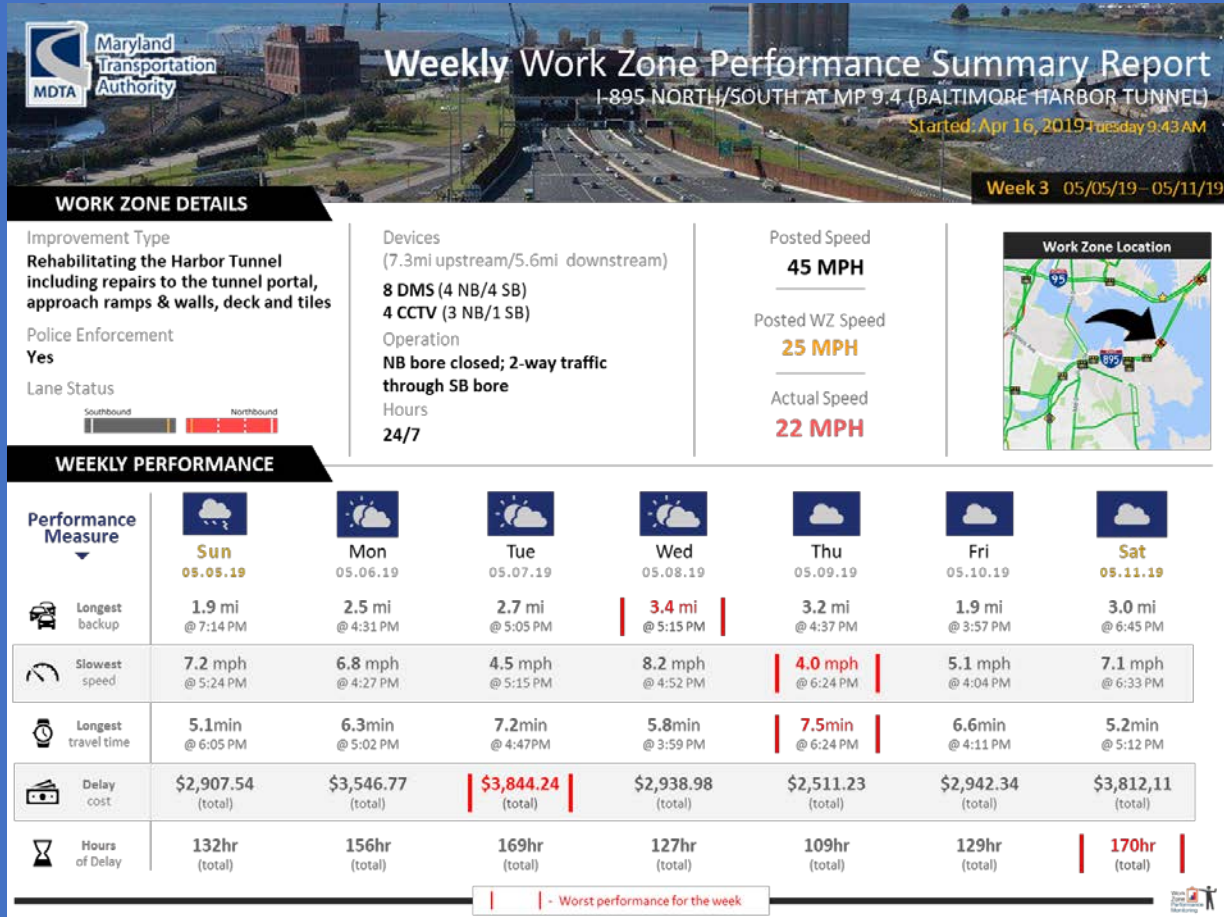 MDTA
Maryland
Transportation
Authority
Weekly Work Zone Performance Summary Report
I-895 NORTH/SOUTH AT MP 9.4 (BALTIMORE HARBOR TUNNEL)
Started: Apr 16, 2019 Tuesday 9:43 AM
Week 3 05/05/19 – 05/11/19
WORK ZONE DETAILS
Improvement Type
Rehabilitating the Harbor Tunnel
including repairs to the tunnel portal,
approach ramps & walls, deck and tiles
Police Enforcement
Yes
Lane Status
Southbound Northbound
Devices
(7.3mi upstream/5.6mi downstream)
8 DMS (4 NB/4 SB)
4 CCTV (3 NB/1 SB)
Operation
NB bore closed; 2-way traffic
through SB bore
Hours
24/7
Posted Speed
45 MPH
Posted WZ Speed
25 MPH
Actual Speed
22 MPH
Work Zone Location
95
895
WEEKLY PERFORMANCE
Performance
Measure
Sun Mon Tue Wed Thu Fri Sat
05.05.19 05.06.19 05.07.19 05.08.19 05.09.19 05.10.19 05.11.19
Longest 1.9 mi 2.5 mi 2.7 mi 3.4 mi 3.2 mi 1.9 mi 3.0 mi
backup @ 7:14 PM @ 4:31 PM @ 5:05 PM @ 5:15 PM @ 4:37 PM @ 3:57 PM @ 6:45 PM
Slowest 7.2 mph 6.8 mph 4.5 mph 8.2 mph 4.0 mph 5.1 mph 7.1 mph
speed @ 5:24 PM @ 4:27 PM @ 5:15 PM @ 4:52 PM @ 6:24 PM @ 4:04 PM @ 6:33 PM
Longest 5.1min 6.3min 7.2min 5.8min 7.5min 6.6min 5.2min
travel time @ 6:05 PM @ 5:02 PM @ 4:47PM @ 3:59 PM @ 6:24 PM @ 4:11 PM @ 5:12 PM
Delay $2,907.54 $3,546.77 $3,844.24 $2,938.98 $2,511.23 $2,942.34 $3,812,11
cost (total) (total) (total) (total) (total) (total) (total)
Hours 132hr 156hr 169hr 127hr 109hr 129hr 170hr
of Delay (total) (total) (total) (total) (total) (total) (total)
- Worst performance for the week
Work
Zone
Performance
Monitoring